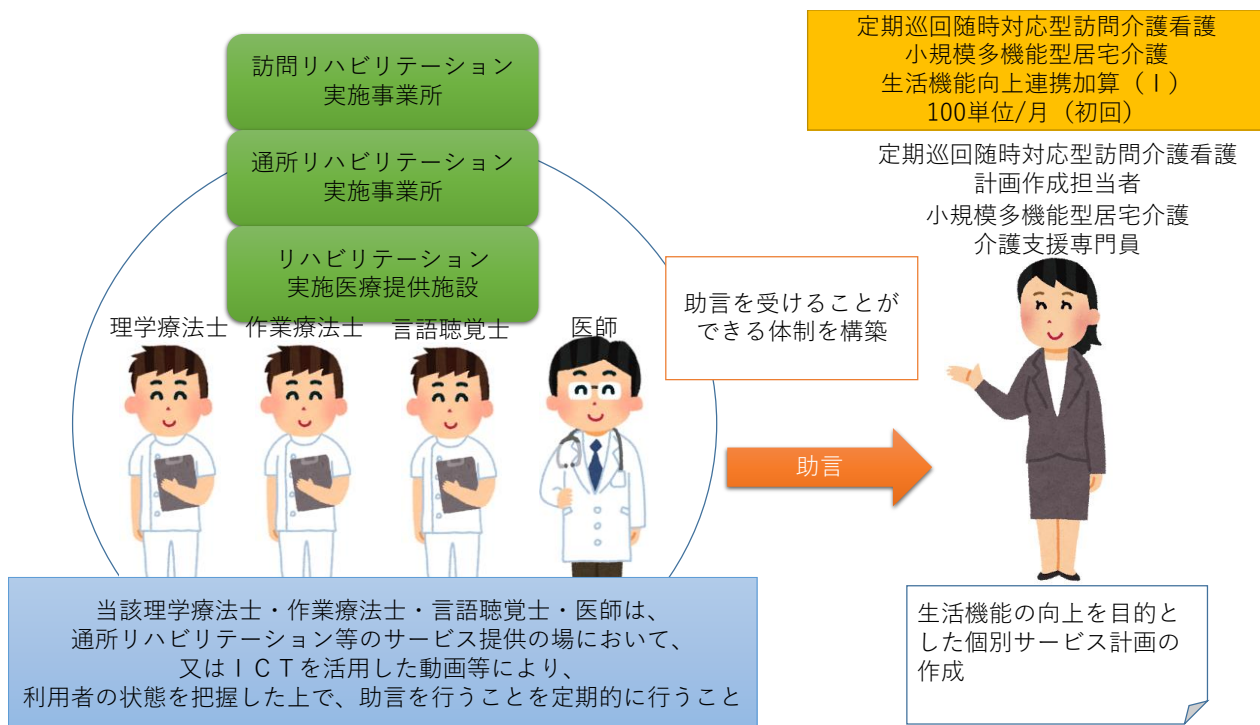 訪問リハビリテーション
実施事業所
通所リハビリテーション
実施事業所
リハビリテーション
実施医療提供施設
理学療法士
作業療法士
言語聴覚士
医師
当該理学療法士・作業療法士・言語聴覚士・医師は、
通所リハビリテーション等のサービス提供の場において、
又はＩＣＴを活用した動画等により、
利用者の状態を把握した上で、助言を行うことを定期的に行うこと
助言を受けることが
できる体制を構築
助言
定期巡回随時対応型訪問介護看護
小規模多機能型居宅介護
生活機能向上連携加算（Ⅰ）
100単位/月（初回）
定期巡回随時対応型訪問介護看護
計画作成担当者
小規模多機能型居宅介護
介護支援専門員
生活機能の向上を目的と
した個別サービス計画の
作成